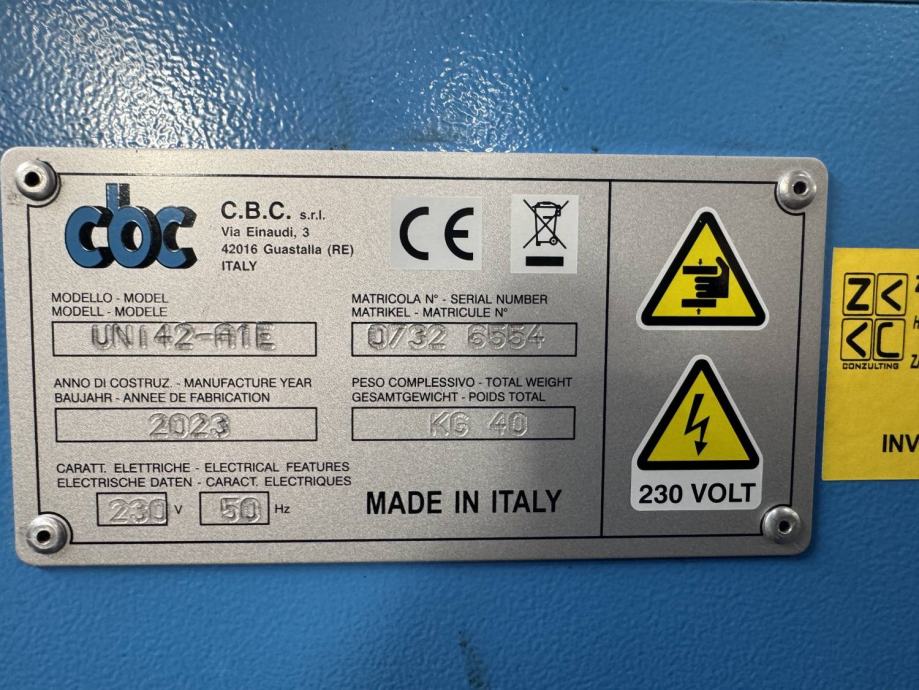 cbc
C.B.C. s.r.l.
Via Einaudi, 3
42016 Guastalla (RE)
ITALY
CE
MODELLO - MODEL
MODELL - MODELE
UNI42-A1E
MATRICOLA N° - SERIAL NUMBER
MATRIKEL - MATRICULE N°
0732 6554
ANNO DI COSTRUZ. - MANUFACTURE YEAR
BAUJAHR - ANNEE DE FABRICATION
2023
PESO COMPLESSIVO - TOTAL WEIGHT
GESAMTGEWICHT - POIDS TOTAL
KG 40
CARATT. ELETTRICHE - ELECTRICAL FEATURES
ELECTRISCHE DATEN - CARACT. ELECTRIQUES
230 V 50 Hz
MADE IN ITALY
230 VOLT
CONZULTING
INV